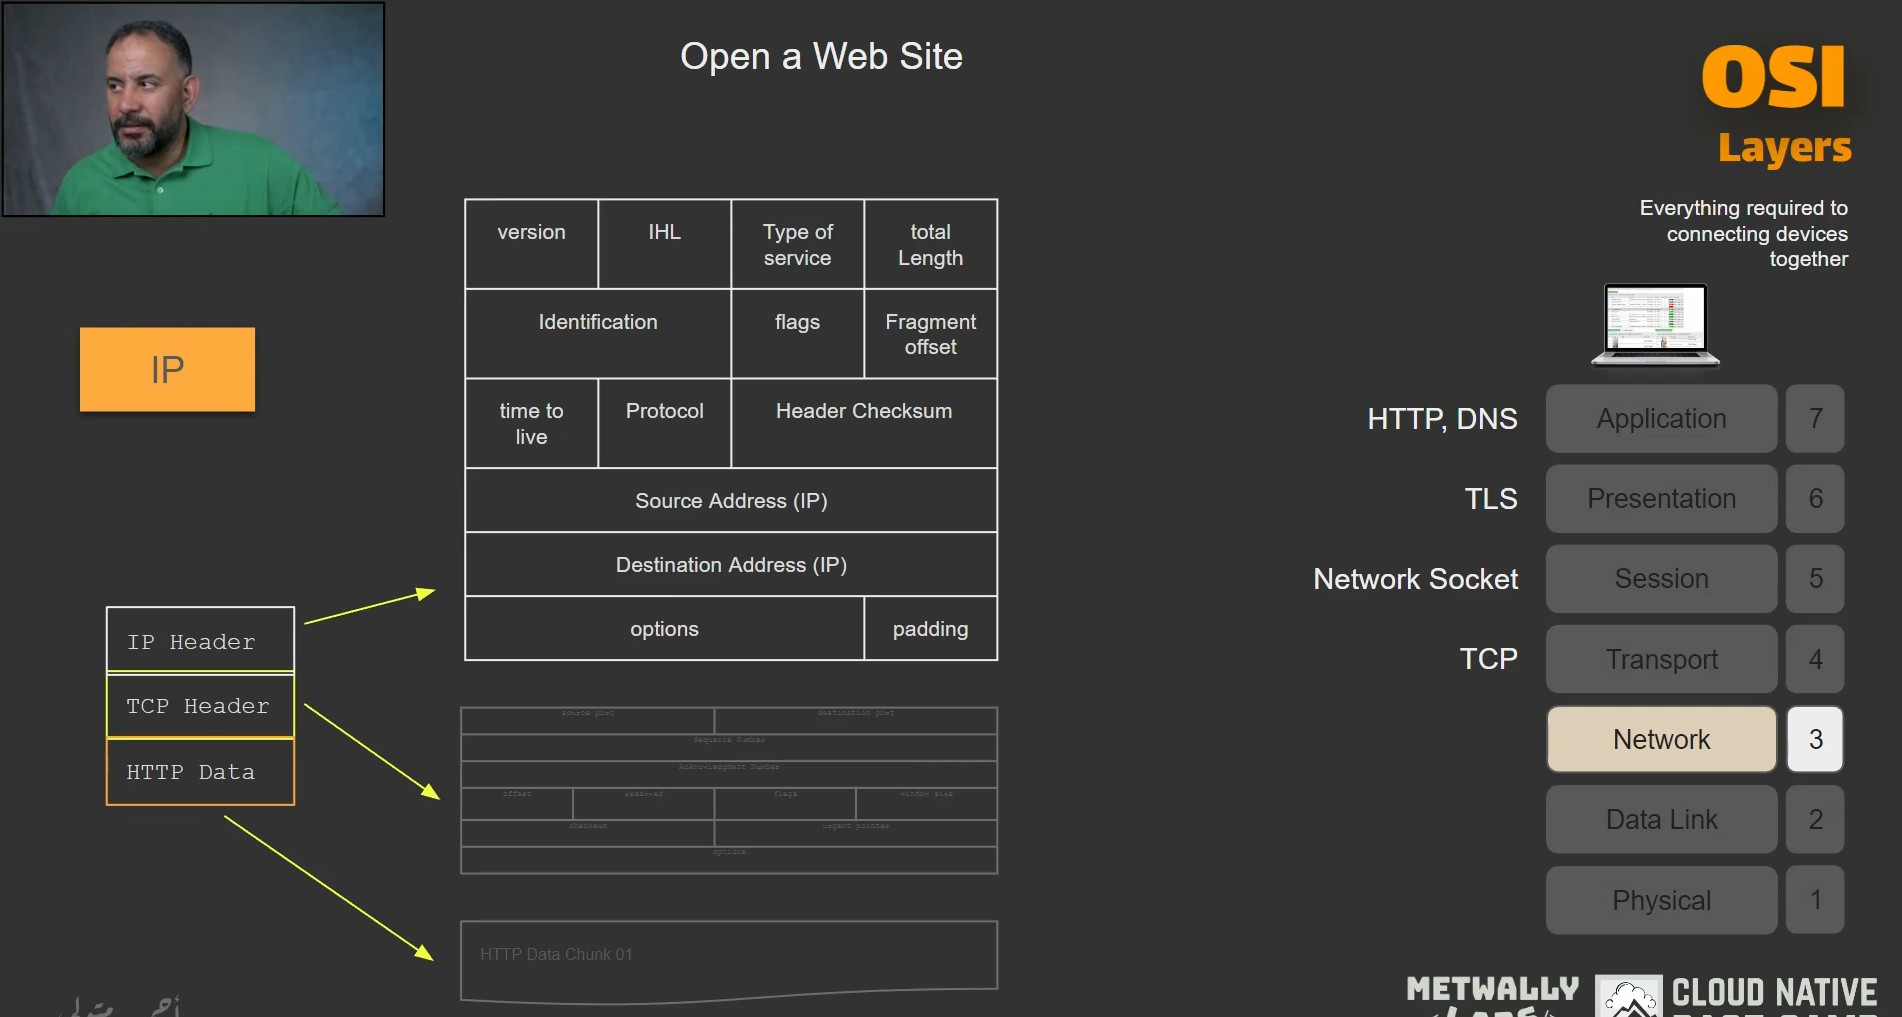 Open a Web Site
OSI
Layers
Everything required to
connecting devices
together
version
IHL
Type of
service
total
Length
Identification
flags
Fragment
offset
time to
live
Protocol
Header Checksum
Source Address (IP)
Destination Address (IP)
options
padding
IP
IP Header
TCP Header
HTTP Data
source port
destination port
Sequence Number
Acknowledgment Number
offset
reserved
flags
window size
checksum
urgent pointer
options
HTTP Data Chunk 01
HTTP, DNS
Application
7
TLS
Presentation
6
Network Socket
Session
5
TCP
Transport
4
Network
3
Data Link
2
Physical
1
METWALLY
CLOUD NATIVE